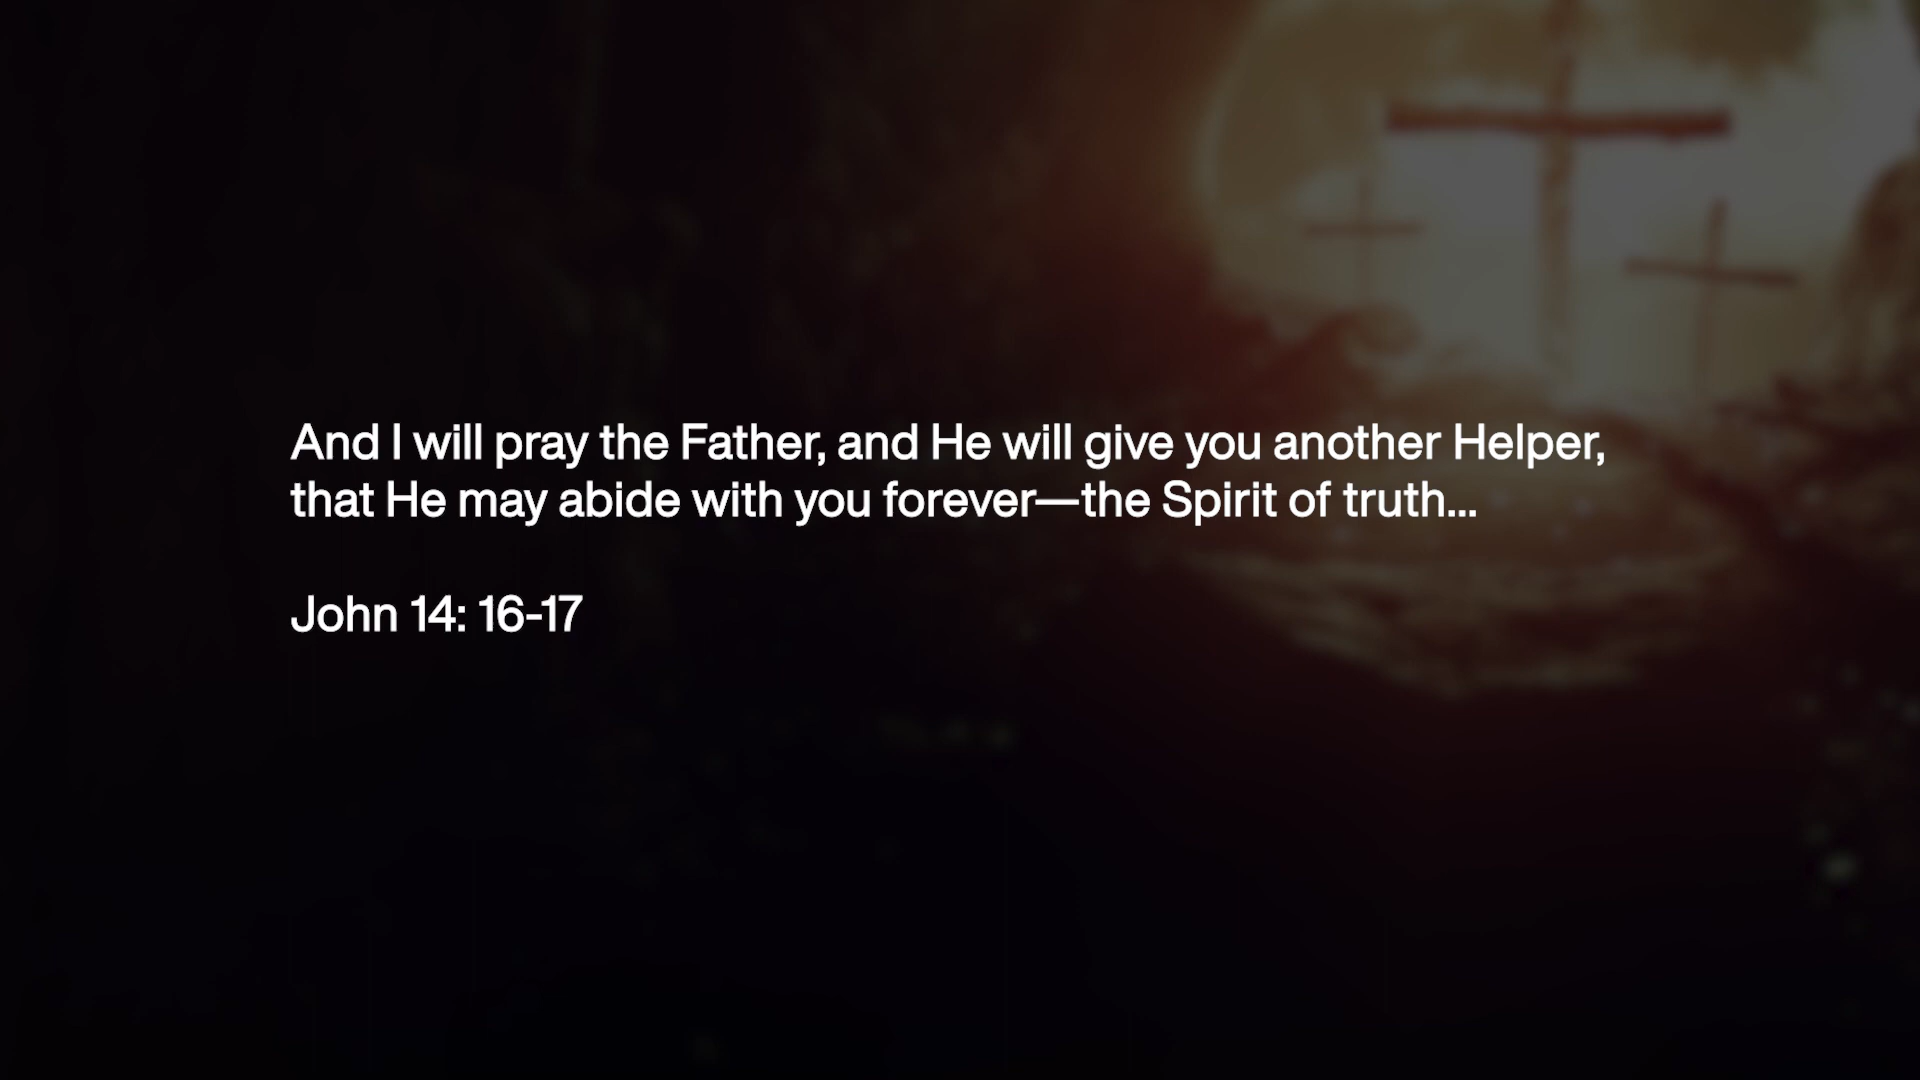 And I will pray the Father, and He will give you another Helper,
that He may abide with you forever—the Spirit of truth...
John 14: 16-17